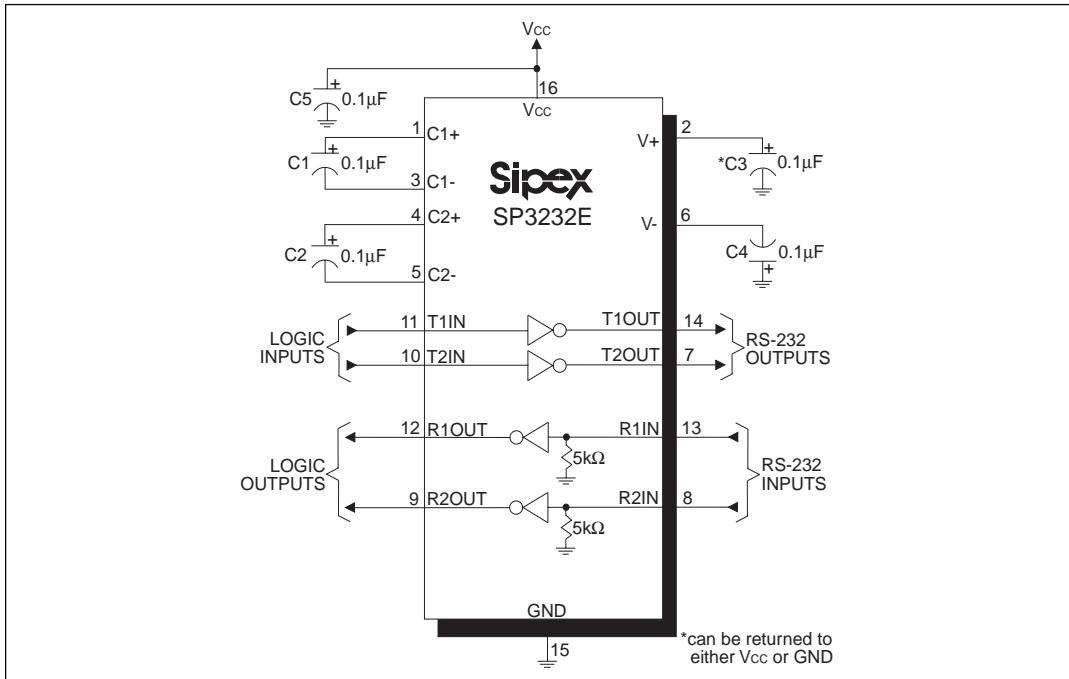 VCC
C5
+
0.1µF
16
VCC
1
C1+
C1
+
0.1µF
3
C1-
4
C2+
C2
+
0.1µF
5
C2-
Sipex
SP3232E
V+
2
*C3
+
0.1µF
V-
6
C4
0.1µF
+
LOGIC
INPUTS
11
T1IN
T1OUT
14
10
T2IN
T2OUT
7
RS-232
OUTPUTS
LOGIC
OUTPUTS
12
R1OUT
R1IN
13
5kΩ
9
R2OUT
R2IN
8
5kΩ
RS-232
INPUTS
GND
15
*can be returned to
either VCC or GND